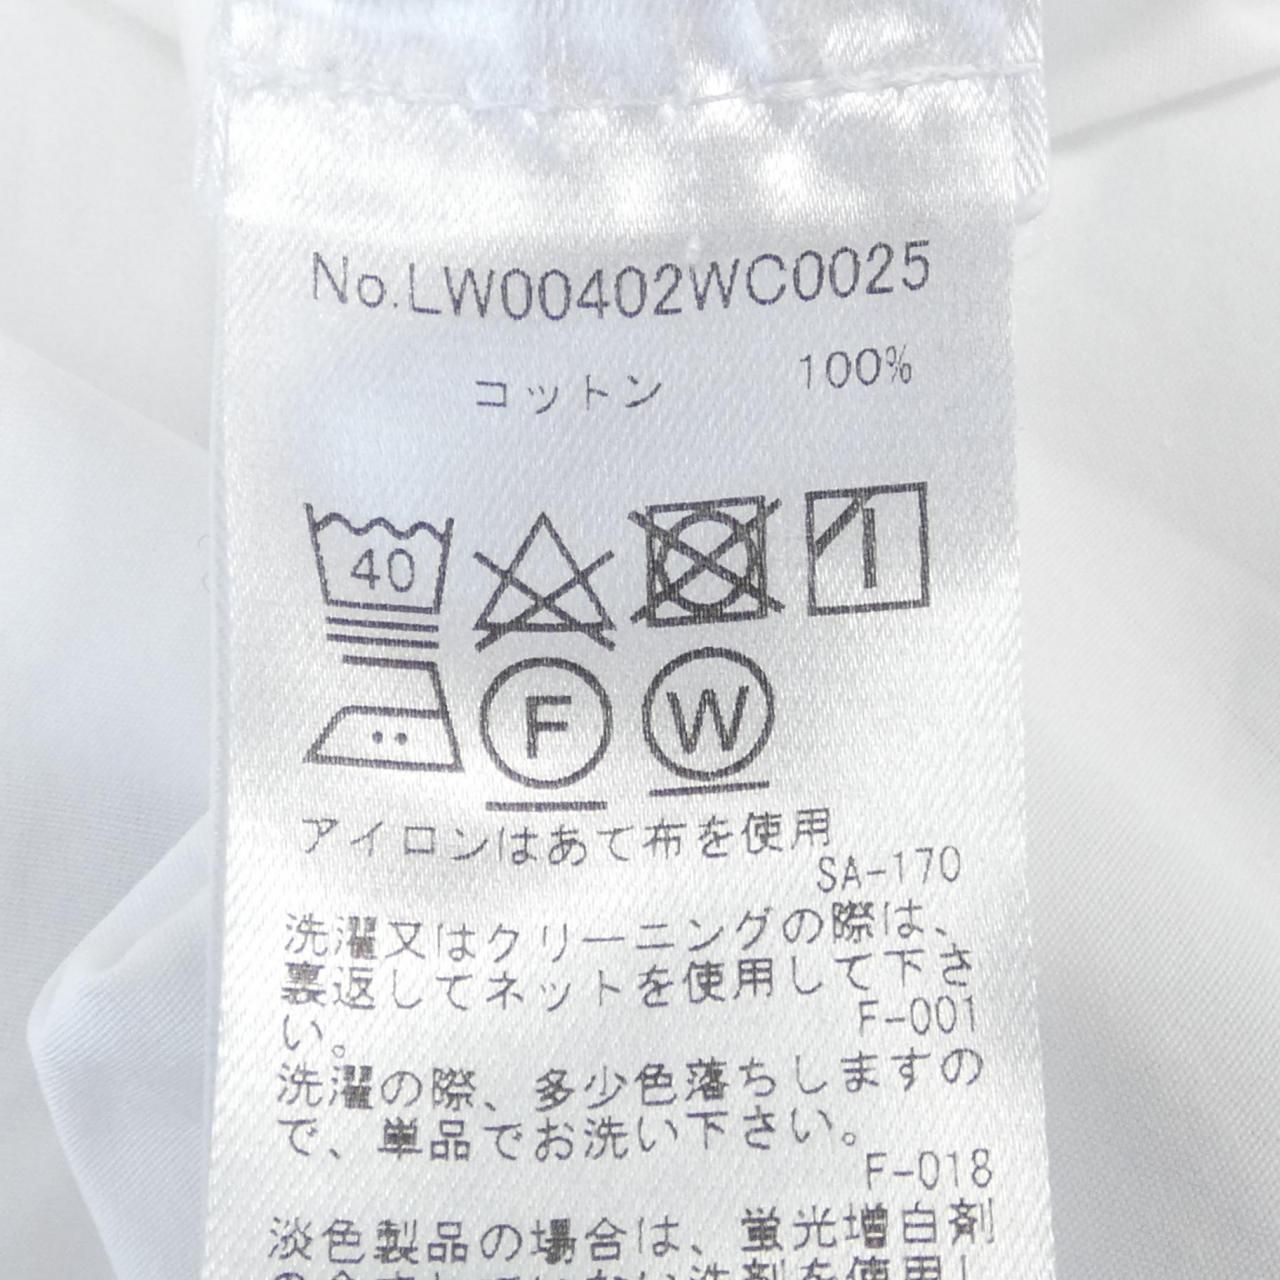 No.LW00402WC0025
コットン 100%
40
F W
アイロンはあて布を使用
SA-170
洗濯又はクリーニングの際は、
裏返してネットを使用して下さ
い。
F-001
洗濯の際、多少色落ちしますの
で、単品でお洗い下さい。
F-018
淡色製品の場合は、蛍光増白剤